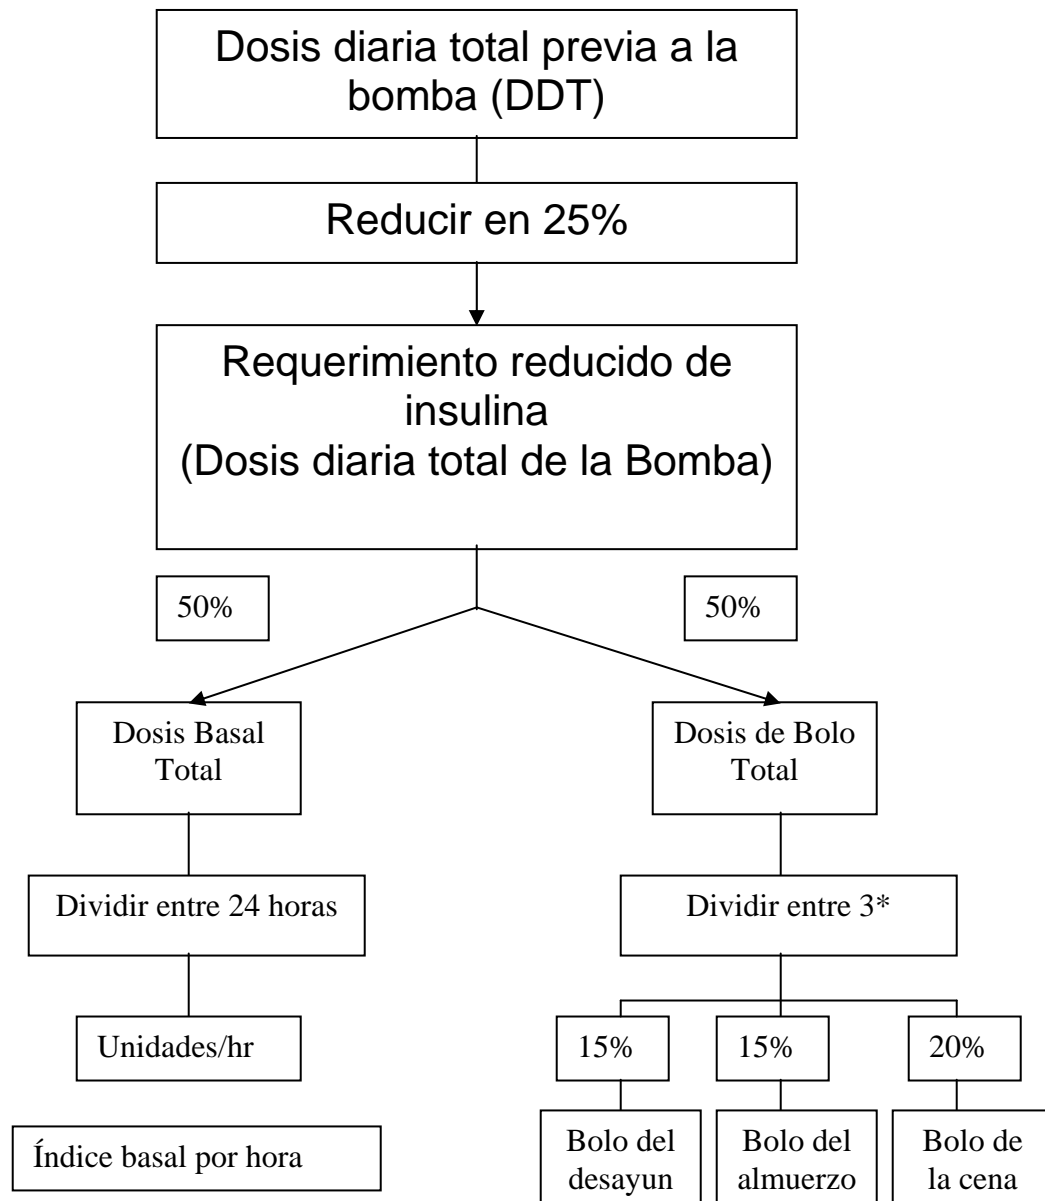 Dosis diaria total previa a la
bomba (DDT)
Reducir en 25%
Requerimiento reducido de
insulina
(Dosis diaria total de la Bomba)
50%
50%
Dosis Basal
Total
Dosis de Bolo
Total
Dividir entre 24 horas
Dividir entre 3*
Unidades/hr
15%
15%
20%
Índice basal por hora
Bolo del
desayun
Bolo del
almuerzo
Bolo de
la cena